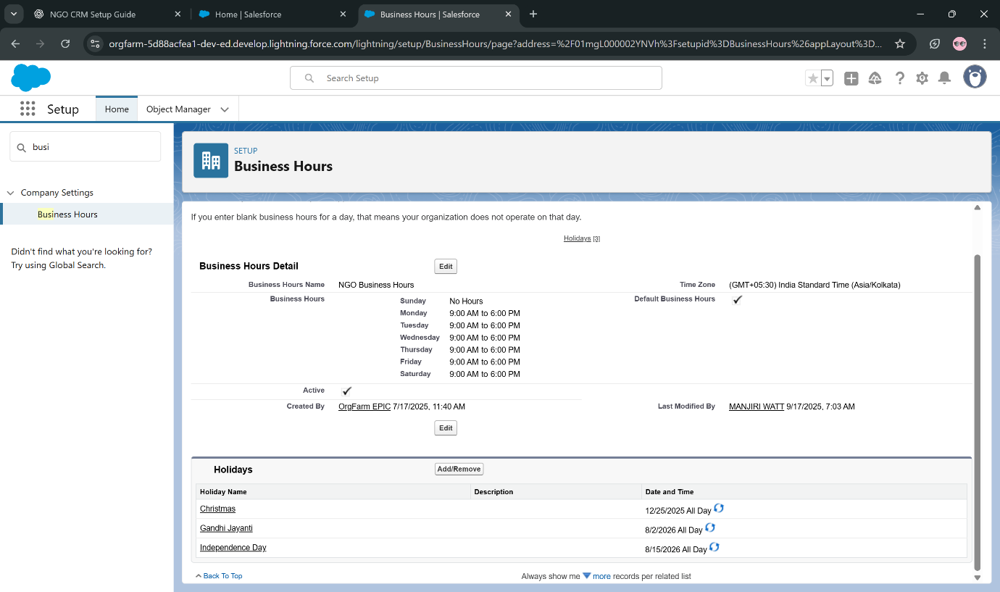 NGO CRM Setup Guide
Home | Salesforce
Business Hours | Salesforce
orgfarm-5d88acfea1-dev-ed.develop.lightning.force.com/lightning/setup/BusinessHours/page?address=%2F01mgL000002YNVh%3Fsetupid%3DBusinessHours%26appLayout%3D...
Search Setup
Setup
Home
Object Manager
busi
Company Settings
Business Hours
Didn't find what you're looking for?
Try using Global Search.
SETUP
Business Hours
If you enter blank business hours for a day, that means your organization does not operate on that day.
Holidays [3]
Business Hours Detail Edit
Business Hours Name NGO Business Hours Time Zone (GMT+05:30) India Standard Time (Asia/Kolkata)
Business Hours Sunday No Hours Default Business Hours
Monday 9:00 AM to 6:00 PM
Tuesday 9:00 AM to 6:00 PM
Wednesday 9:00 AM to 6:00 PM
Thursday 9:00 AM to 6:00 PM
Friday 9:00 AM to 6:00 PM
Saturday 9:00 AM to 6:00 PM
Active
Created By OrgFarm EPIC 7/17/2025, 11:40 AM Last Modified By MANJIRI WATT 9/17/2025, 7:03 AM
Edit
Holidays Add/Remove
Holiday Name Description Date and Time
Christmas 12/25/2025 All Day
Gandhi Jayanti 8/2/2026 All Day
Independence Day 8/15/2026 All Day
Back To Top Always show me more records per related list